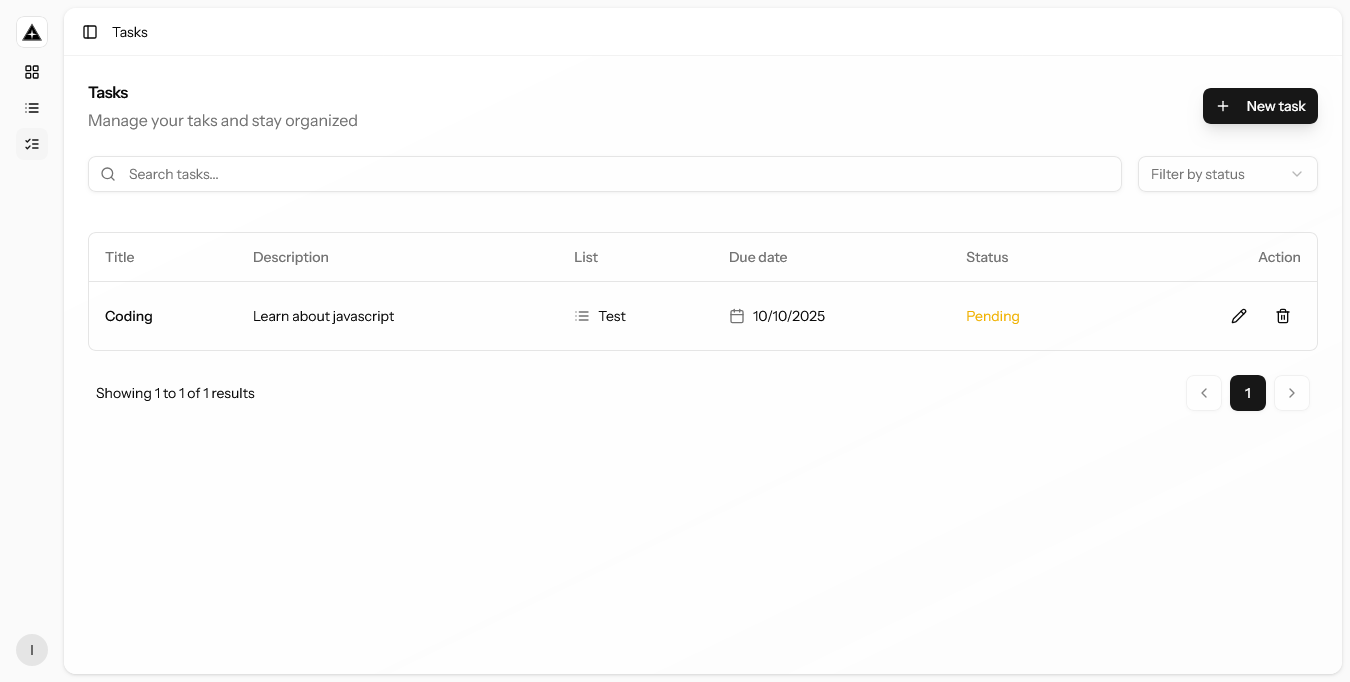 Tasks
Tasks
Manage your taks and stay organized
New task
Search tasks...
Filter by status
Title Description List Due date Status Action
Coding Learn about javascript Test 10/10/2025 Pending
Showing 1 to 1 of 1 results
1
I